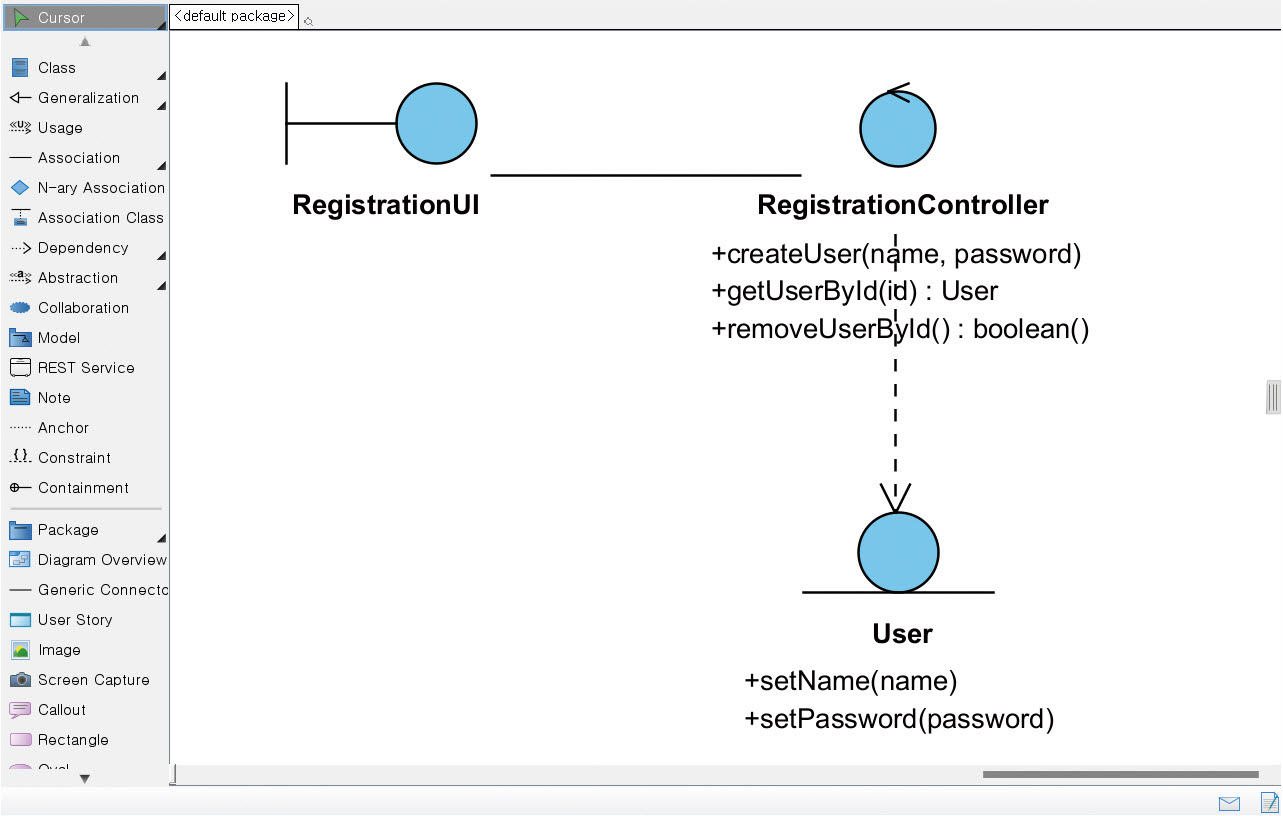 Cursor
<default package>
Class
Generalization
«U» Usage
Association
N-ary Association
Association Class
Dependency
«a» Abstraction
Collaboration
Model
REST Service
Note
Anchor
{} Constraint
Containment
Package
Diagram Overview
Generic Connecto
User Story
Image
Screen Capture
Callout
Rectangle
Oval
RegistrationUI
RegistrationController
+createUser(name, password)
+getUserById(id) : User
+removeUserById() : boolean()
User
+setName(name)
+setPassword(password)